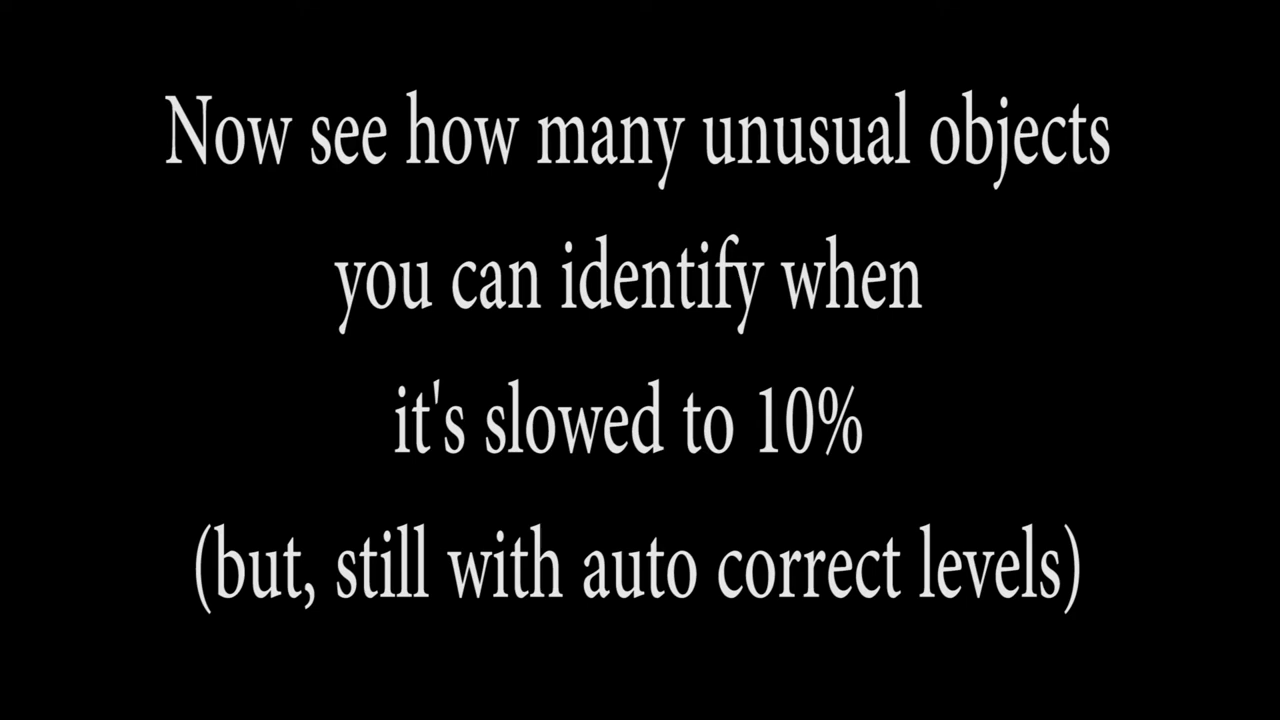 Now see how many unusual objects
you can identify when
it's slowed to 10%
(but, still with auto correct levels)